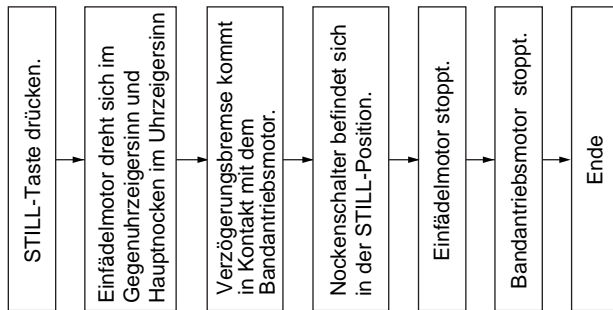 STILL-Taste drücken.
Einfädelmotor dreht sich im
Gegenuhrzeigersinn und
Hauptnocken im Uhrzeigersinn
Verzögerungsbremse kommt
in Kontakt mit dem
Bandantriebsmotor.
Nockenschalter befindet sich
in der STILL-Position.
Einfädelmotor stoppt.
Bandantriebsmotor stoppt.
Ende